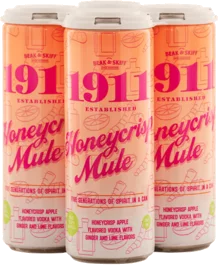 BEAK & SKIFF
1911
ESTABLISHED
Honeycrisp
Mule
FIVE GENERATIONS OF SPIRIT IN A CAN
HONEYCRISP APPLE
FLAVORED VODKA WITH
GINGER AND LIME FLAVORS